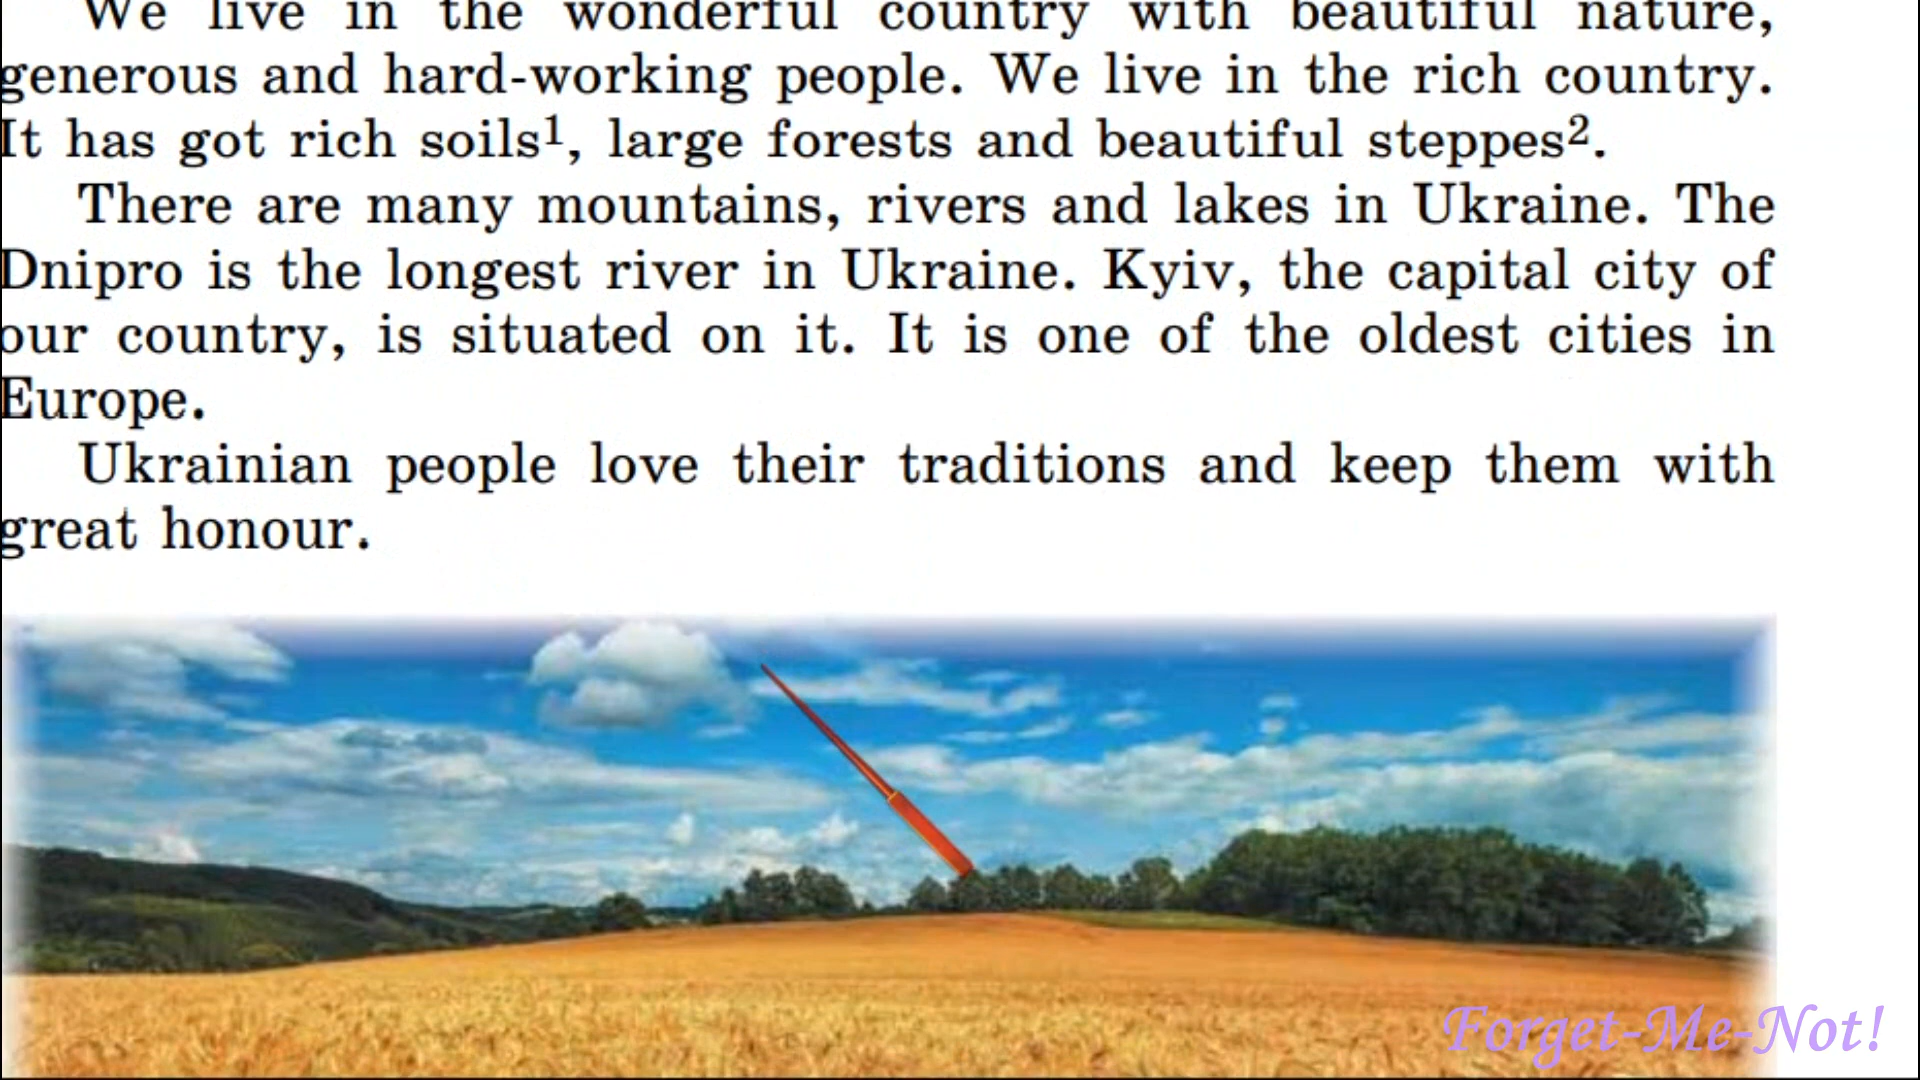 We live in the wonderful country with beautiful nature,
generous and hard-working people. We live in the rich country.
It has got rich soils¹, large forests and beautiful steppes².
There are many mountains, rivers and lakes in Ukraine. The
Dnipro is the longest river in Ukraine. Kyiv, the capital city of
our country, is situated on it. It is one of the oldest cities in
Europe.
Ukrainian people love their traditions and keep them with
great honour.
Forget-Me-Not!